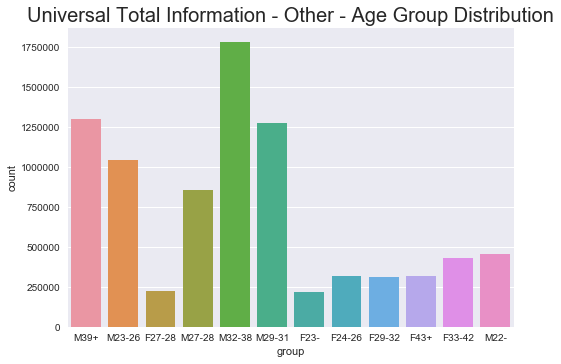 Universal Total Information - Other - Age Group Distribution
1750000
1500000
1250000
1000000
750000
500000
250000
0
count
M39+ M23-26 F27-28 M27-28 M32-38 M29-31 F23- F24-26 F29-32 F43+ F33-42 M22-
group